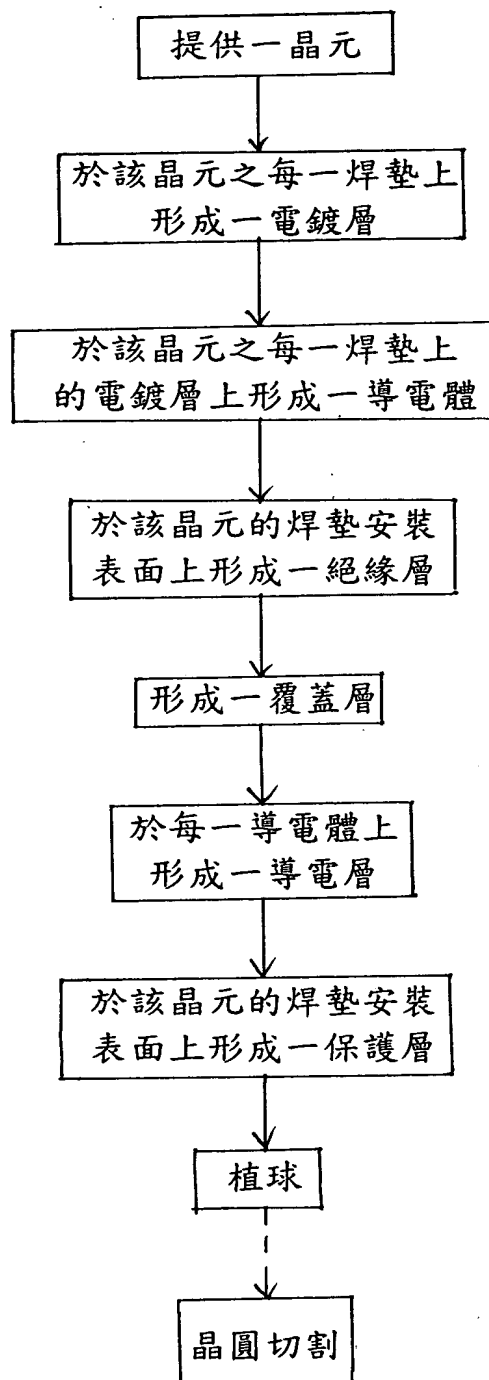 提供一晶元
於該晶元之每一焊墊上
形成一電鍍層
於該晶元之每一焊墊上
的電鍍層上形成一導電體
於該晶元的焊墊安裝
表面上形成一絕緣層
形成一覆蓋層
於每一導電體上
形成一導電層
於該晶元的焊墊安裝
表面上形成一保護層
植球
晶圓切割